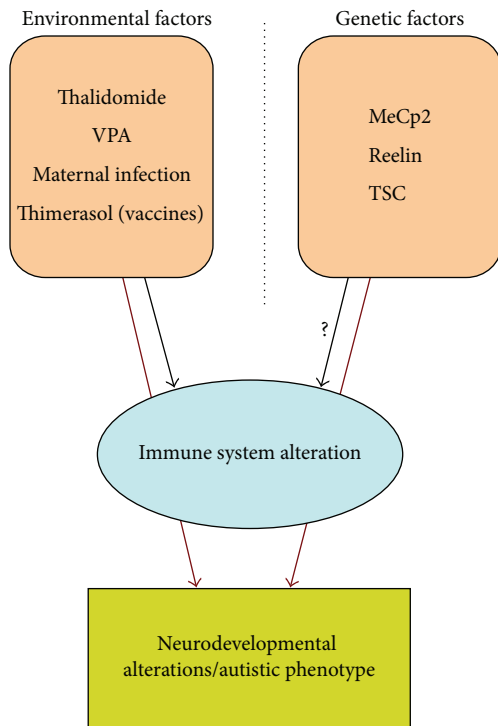 Environmental factors
Genetic factors
Thalidomide
VPA
Maternal infection
Thimerasol (vaccines)
MeCp2
Reelin
TSC
?
Immune system alteration
Neurodevelopmental
alterations/autistic phenotype